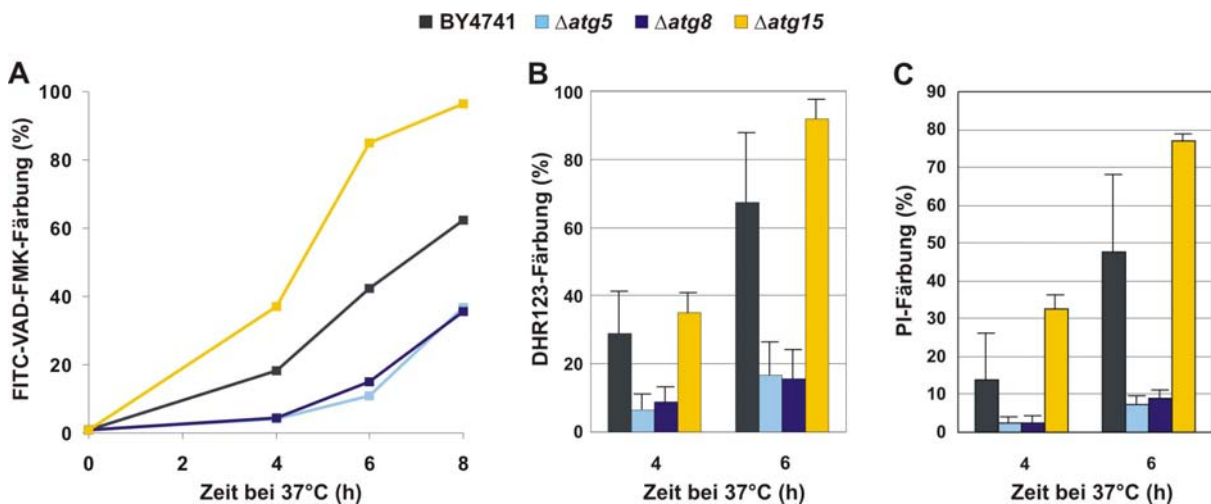 BY4741 Δatg5 Δatg8 Δatg15
A
FITC-VAD-FMK-Färbung (%)
100
80
60
40
20
0
0 2 4 6 8
Zeit bei 37°C (h)
B
DHR123-Färbung (%)
100
80
60
40
20
0
4 6
Zeit bei 37°C (h)
C
PI-Färbung (%)
90
80
70
60
50
40
30
20
10
0
4 6
Zeit bei 37°C (h)